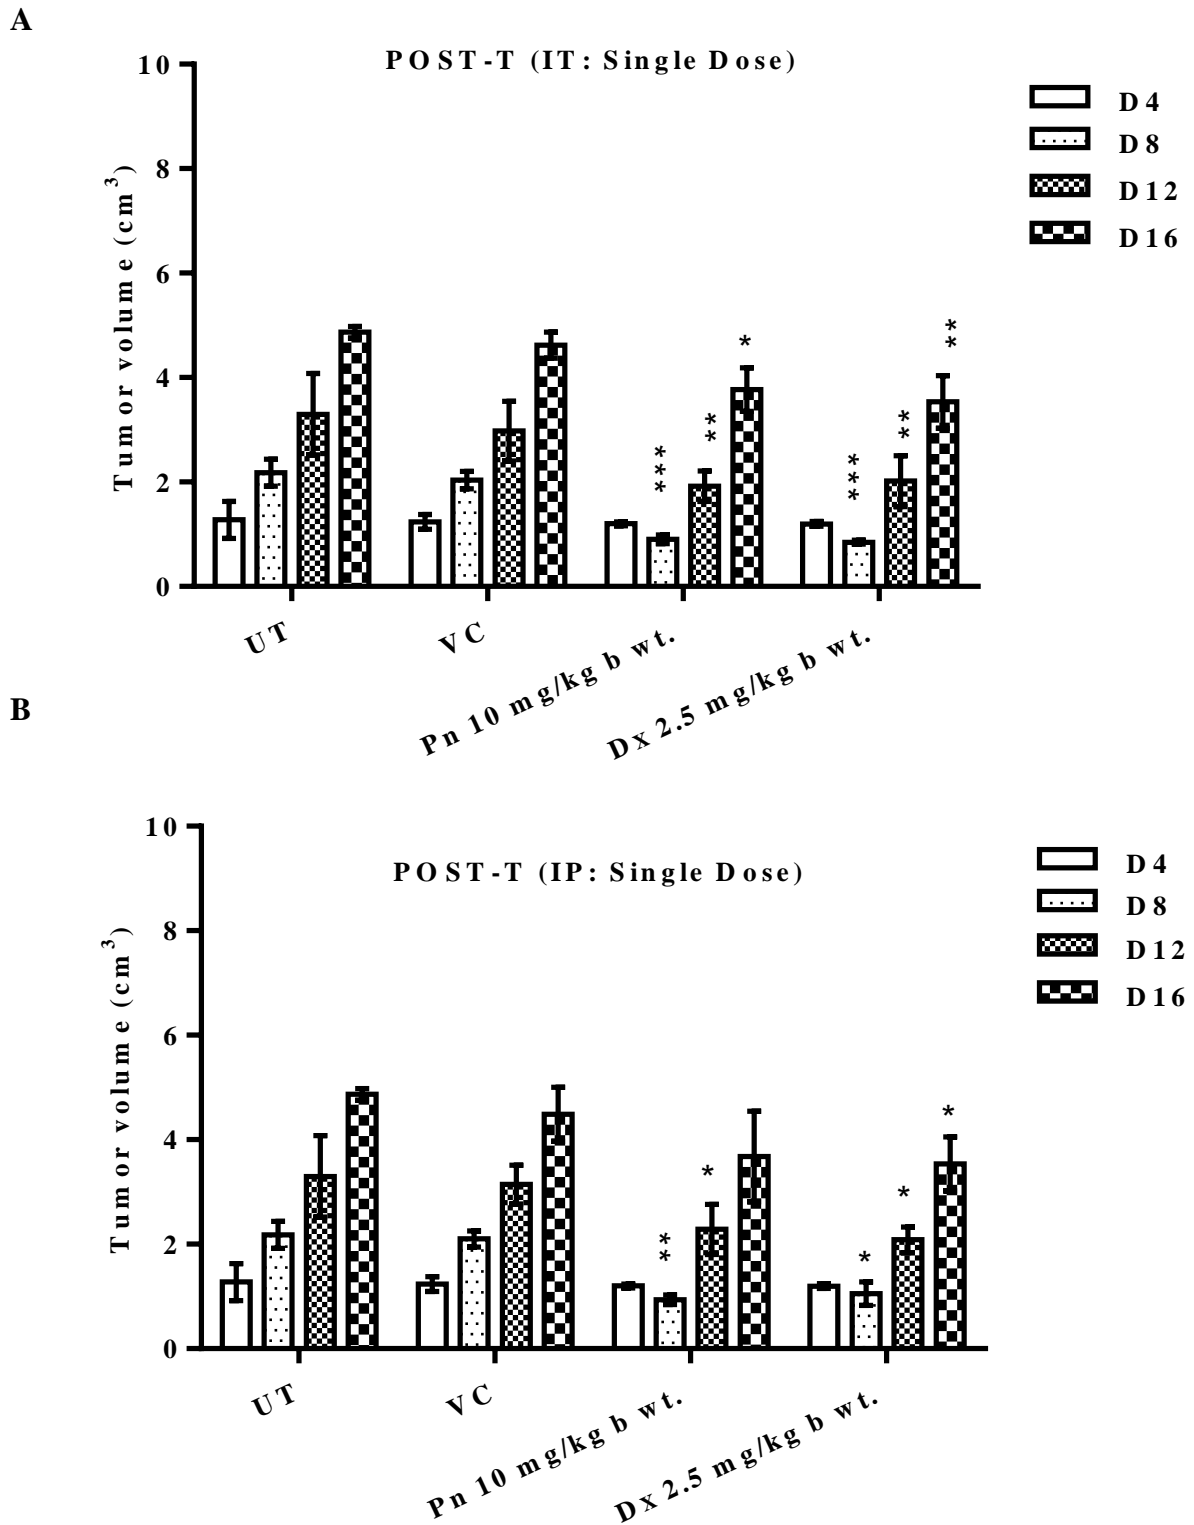 A
POST-T (IT: Single Dose)
10
8
6
4
2
0
Tumor volume (cm3)
D4
D8
D12
D16
***
**
*
***
**
**
UT
VC
Pn 10 mg/kg b wt.
Dx 2.5 mg/kg b wt.
B
POST-T (IP: Single Dose)
10
8
6
4
2
0
Tumor volume (cm3)
D4
D8
D12
D16
**
*
*
*
*
UT
VC
Pn 10 mg/kg b wt.
Dx 2.5 mg/kg b wt.